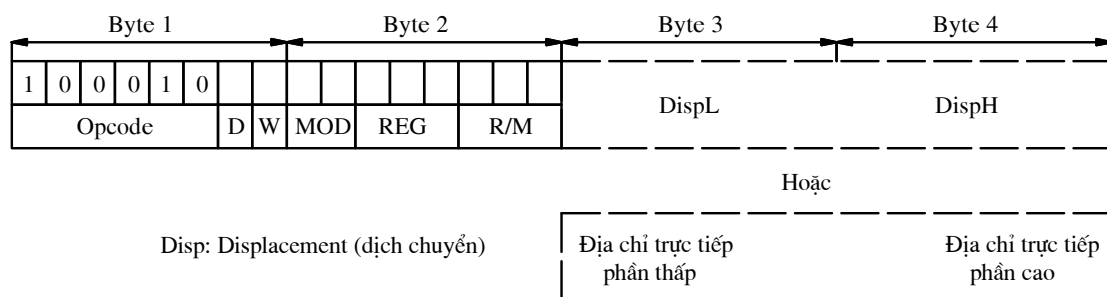 Byte 1 Byte 2 Byte 3 Byte 4
1 0 0 0 1 0
DispL DispH
Opcode D W MOD REG R/M
Hoặc
Disp: Displacement (dịch chuyển)
Địa chỉ trực tiếp Địa chỉ trực tiếp
phần thấp phần cao